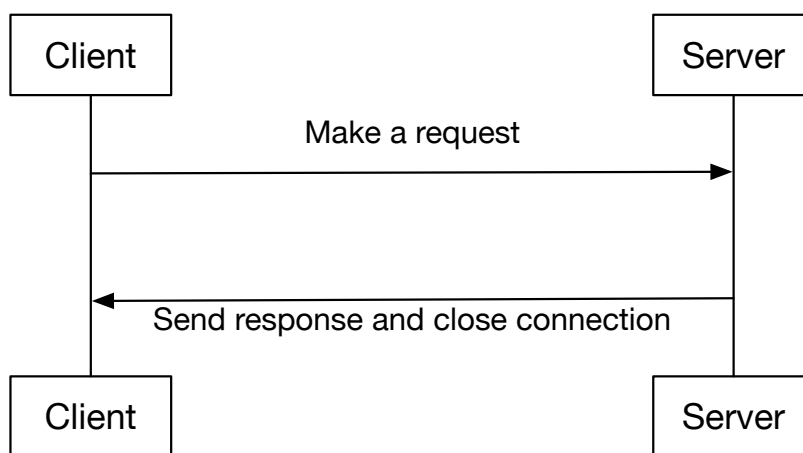 Client
Server
Make a request
Send response and close connection
Client
Server